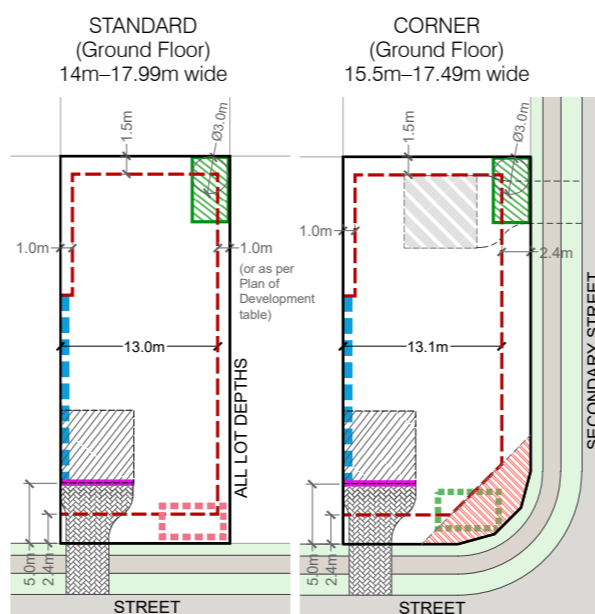 STANDARD
(Ground Floor)
14m–17.99m wide
1.5m
Ø3.0m
1.0m
1.0m
(or as per
Plan of
Development
table)
13.0m
ALL LOT DEPTHS
5.0m
2.4m
STREET
CORNER
(Ground Floor)
15.5m–17.49m wide
1.5m
Ø3.0m
1.0m
2.4m
13.1m
SECONDARY STREET
5.0m
2.4m
STREET